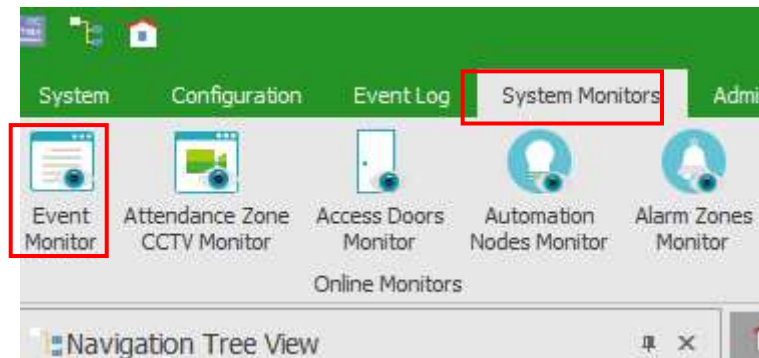 System Configuration Event Log System Monitors
Event Monitor
Attendance Zone CCTV Monitor
Access Doors Monitor
Automation Nodes Monitor
Alarm Zones Monitor
Online Monitors
Navigation Tree View